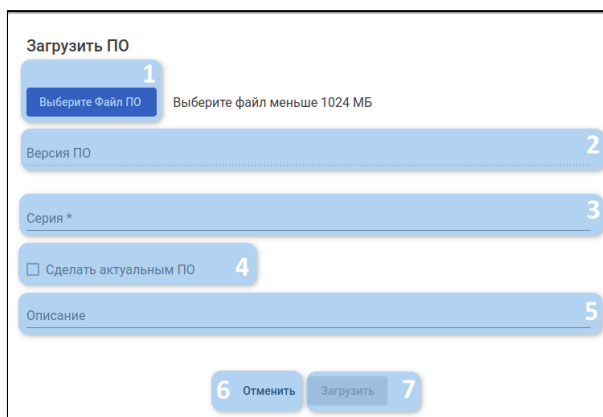 Загрузить ПО
1
Выберите Файл ПО Выберите файл меньше 1024 МБ
Версия ПО 2
Серия * 3
Сделать актуальным ПО 4
Описание 5
6 Отменить Загрузить 7